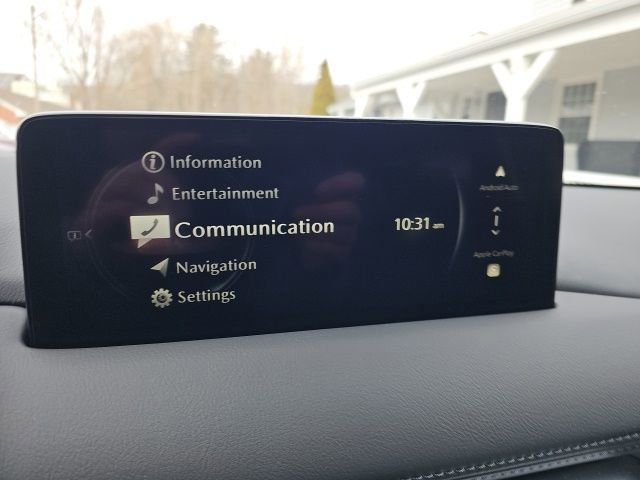 Information
Entertainment
Communication
10:31 am
Navigation
Settings
Android Auto
Apple CarPlay